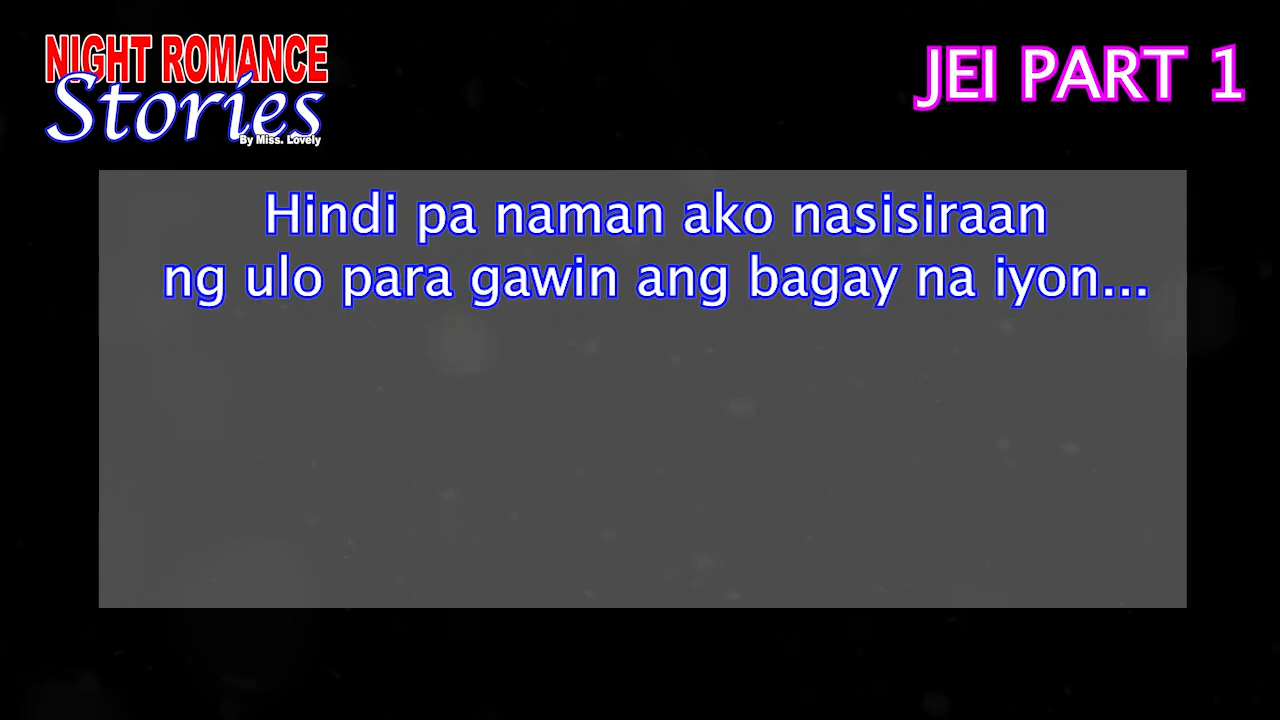 NIGHT ROMANCE
Stories
By Miss. Lovely
JEI PART 1
Hindi pa naman ako nasisiraan
ng ulo para gawin ang bagay na iyon...